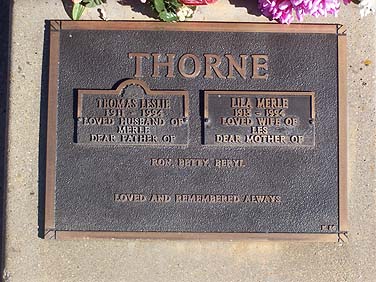 THORNE
THOMAS LESLIE
LOVED HUSBAND OF
MERLE
DEAR FATHER OF
LILA MERLE
LOVED WIFE OF
LES
DEAR MOTHER OF
RON, BETTY, BERYL
LOVED AND REMEMBERED ALWAYS